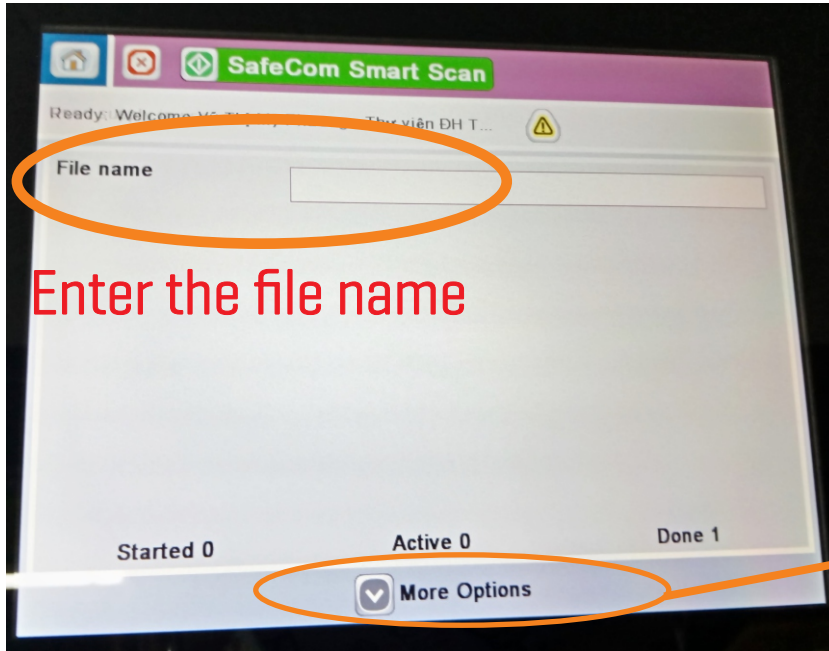 SafeCom Smart Scan
Ready: Welcome Thư viện ĐH T...
File name
Enter the file name
Started 0 Active 0 Done 1
More Options